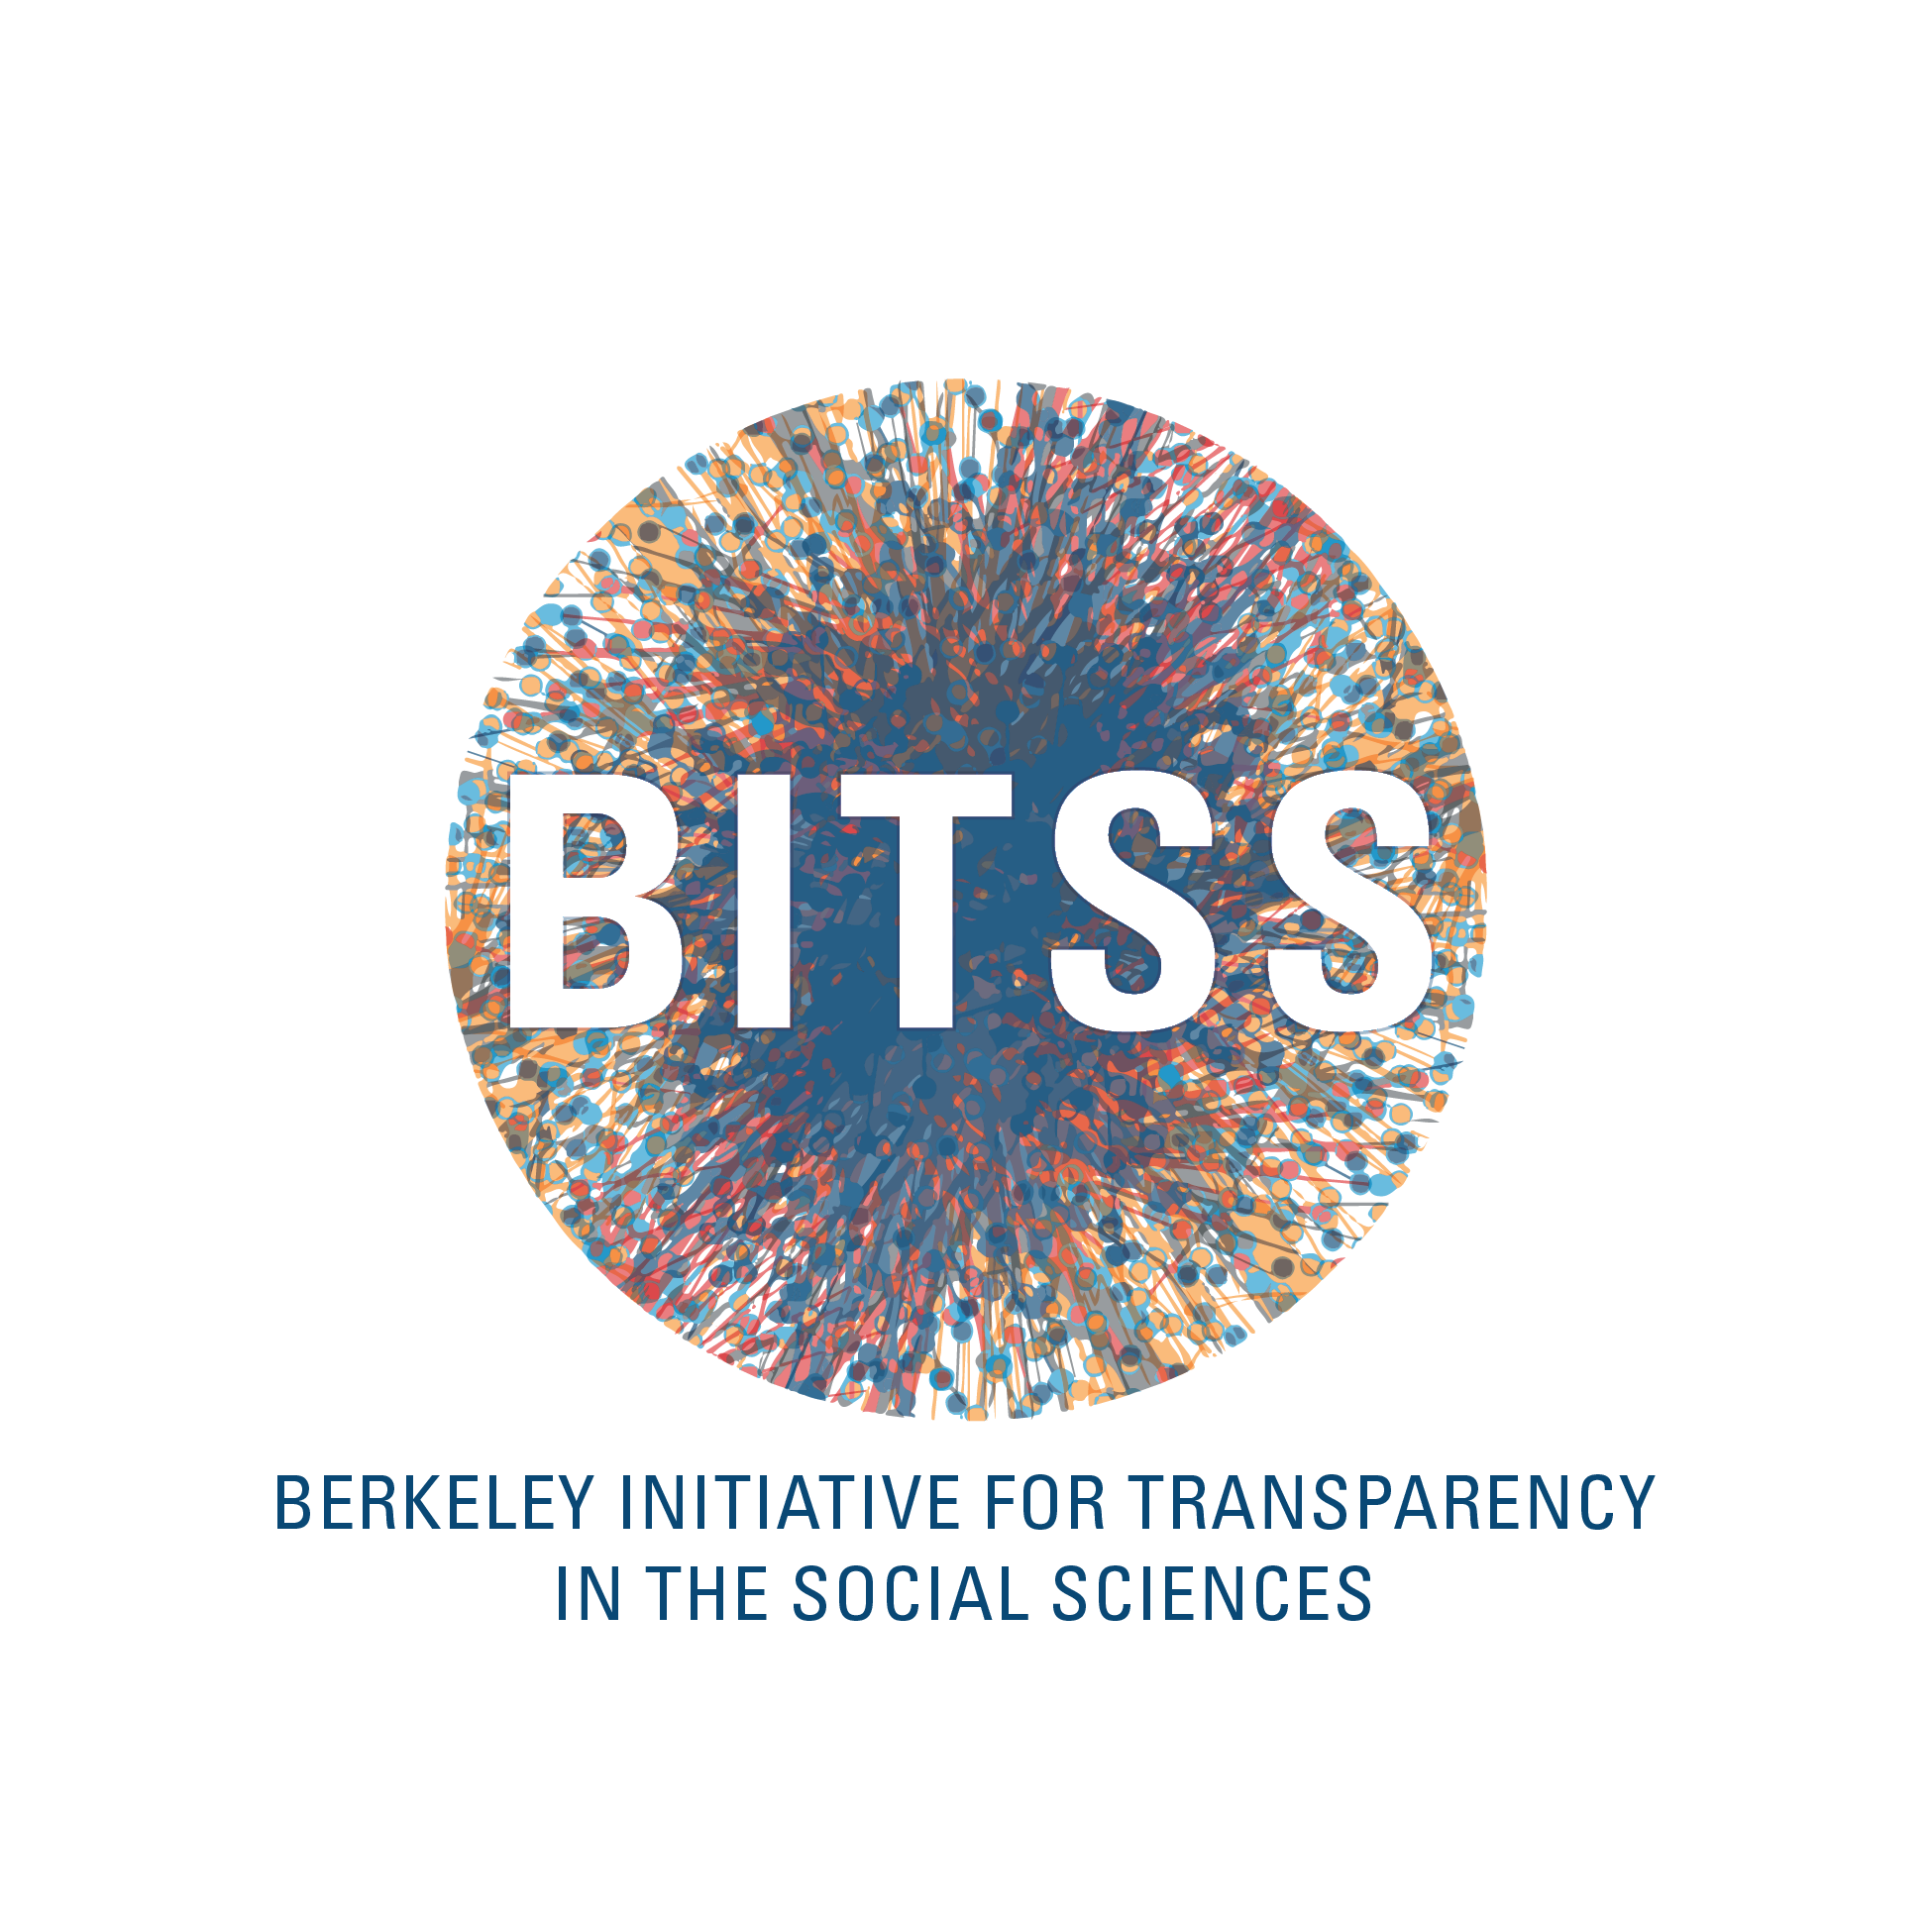 BITSS
BERKELEY INITIATIVE FOR TRANSPARENCY
IN THE SOCIAL SCIENCES